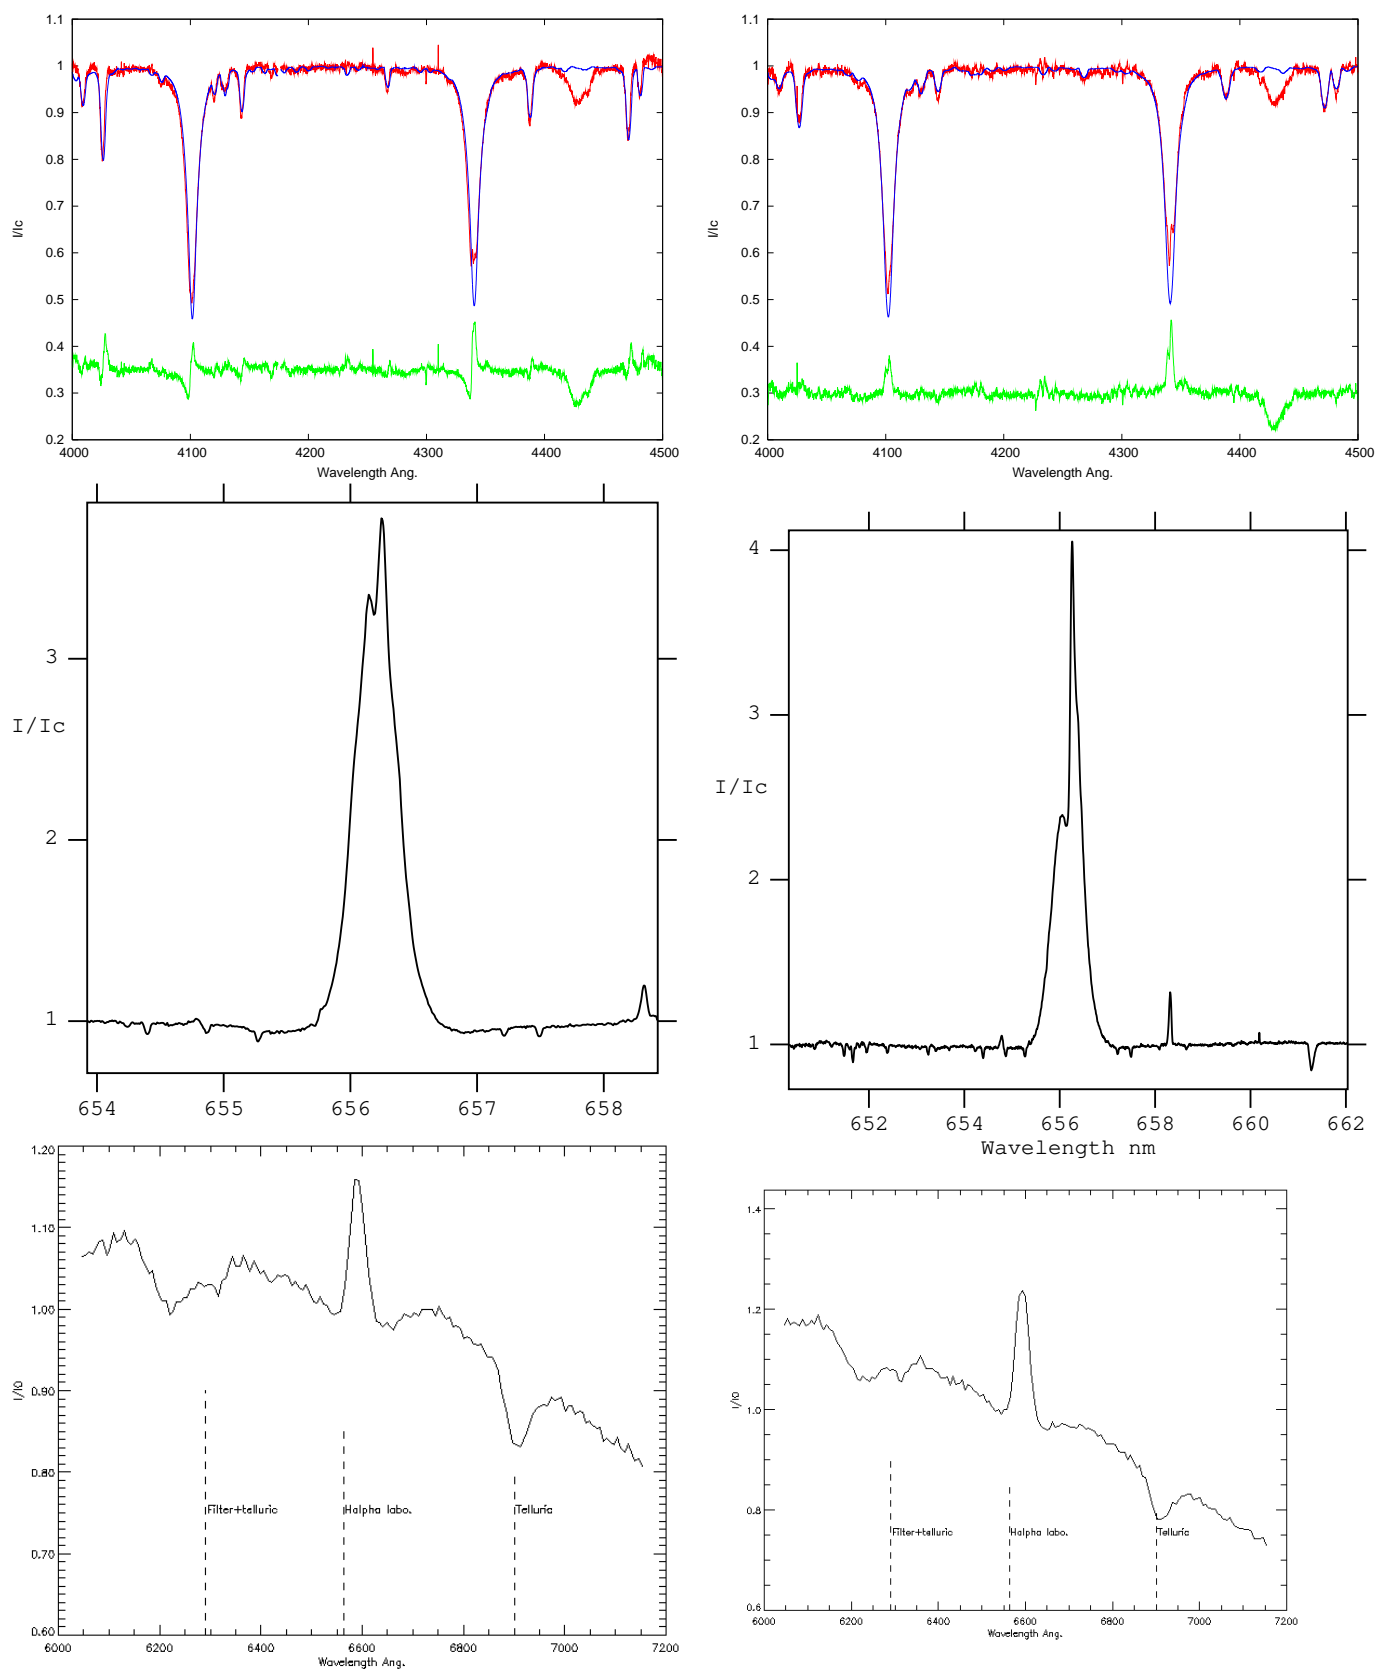 1.1
1
0.9
0.8
0.7
0.6
0.5
0.4
0.3
0.2
I/Ic
4000 4100 4200 4300 4400 4500
Wavelength Ang.
1.1
1
0.9
0.8
0.7
0.6
0.5
0.4
0.3
0.2
I/Ic
4000 4100 4200 4300 4400 4500
Wavelength Ang.
3
2
1
I/Ic
654 655 656 657 658
4
3
2
1
I/Ic
652 654 656 658 660 662
Wavelength nm
1.20
1.10
1.00
0.90
0.80
0.70
0.60
I/I0
Filter+telluric
Halpha labo.
Telluric
6000 6200 6400 6600 6800 7000 7200
Wavelength Ang.
1.4
1.2
1.0
0.8
0.6
I/I0
Filter+telluric
Halpha labo.
Telluric
6000 6200 6400 6600 6800 7000 7200
Wavelength Ang.